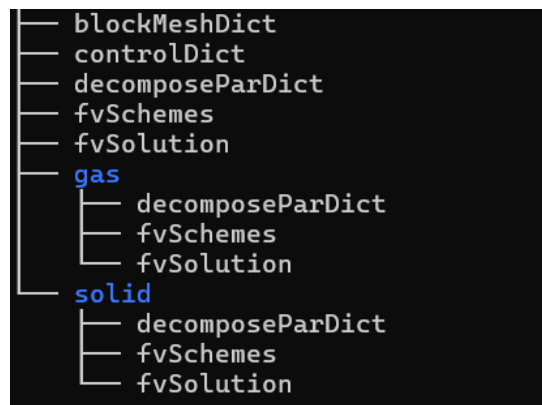 blockMeshDict
controlDict
decomposeParDict
fvSchemes
fvSolution
gas
decomposeParDict
fvSchemes
fvSolution
solid
decomposeParDict
fvSchemes
fvSolution